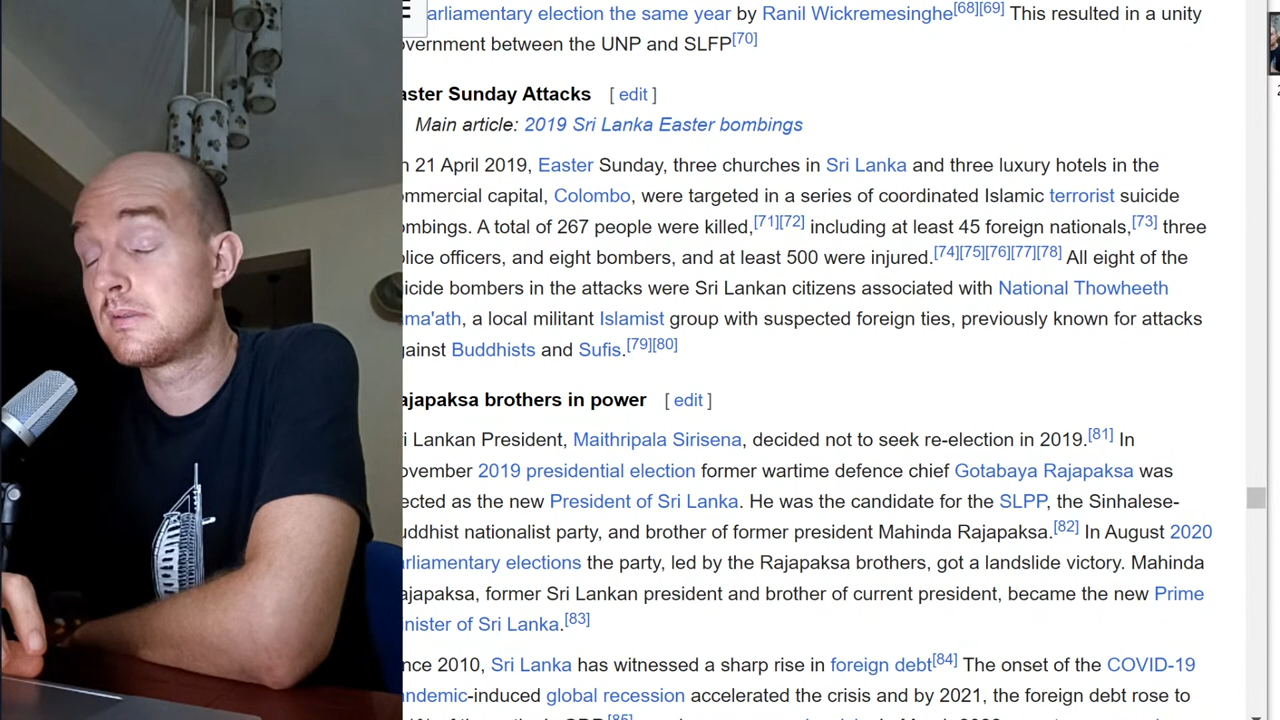 arliamentary election the same year by Ranil Wickremesinghe[68][69] This resulted in a unity
overnment between the UNP and SLFP[70]
aster Sunday Attacks [ edit ]
Main article: 2019 Sri Lanka Easter bombings
n 21 April 2019, Easter Sunday, three churches in Sri Lanka and three luxury hotels in the
ommercial capital, Colombo, were targeted in a series of coordinated Islamic terrorist suicide
ombings. A total of 267 people were killed,[71][72] including at least 45 foreign nationals,[73] three
olice officers, and eight bombers, and at least 500 were injured.[74][75][76][77][78] All eight of the
icide bombers in the attacks were Sri Lankan citizens associated with National Thowheeth
ma'ath, a local militant Islamist group with suspected foreign ties, previously known for attacks
gainst Buddhists and Sufis.[79][80]
ajapaksa brothers in power [ edit ]
i Lankan President, Maithripala Sirisena, decided not to seek re-election in 2019.[81] In
ovember 2019 presidential election former wartime defence chief Gotabaya Rajapaksa was
ected as the new President of Sri Lanka. He was the candidate for the SLPP, the Sinhalese-
uddhist nationalist party, and brother of former president Mahinda Rajapaksa.[82] In August 2020
arliamentary elections the party, led by the Rajapaksa brothers, got a landslide victory. Mahinda
ajapaksa, former Sri Lankan president and brother of current president, became the new Prime
inister of Sri Lanka.[83]
nce 2010, Sri Lanka has witnessed a sharp rise in foreign debt[84] The onset of the COVID-19
andemic-induced global recession accelerated the crisis and by 2021, the foreign debt rose to